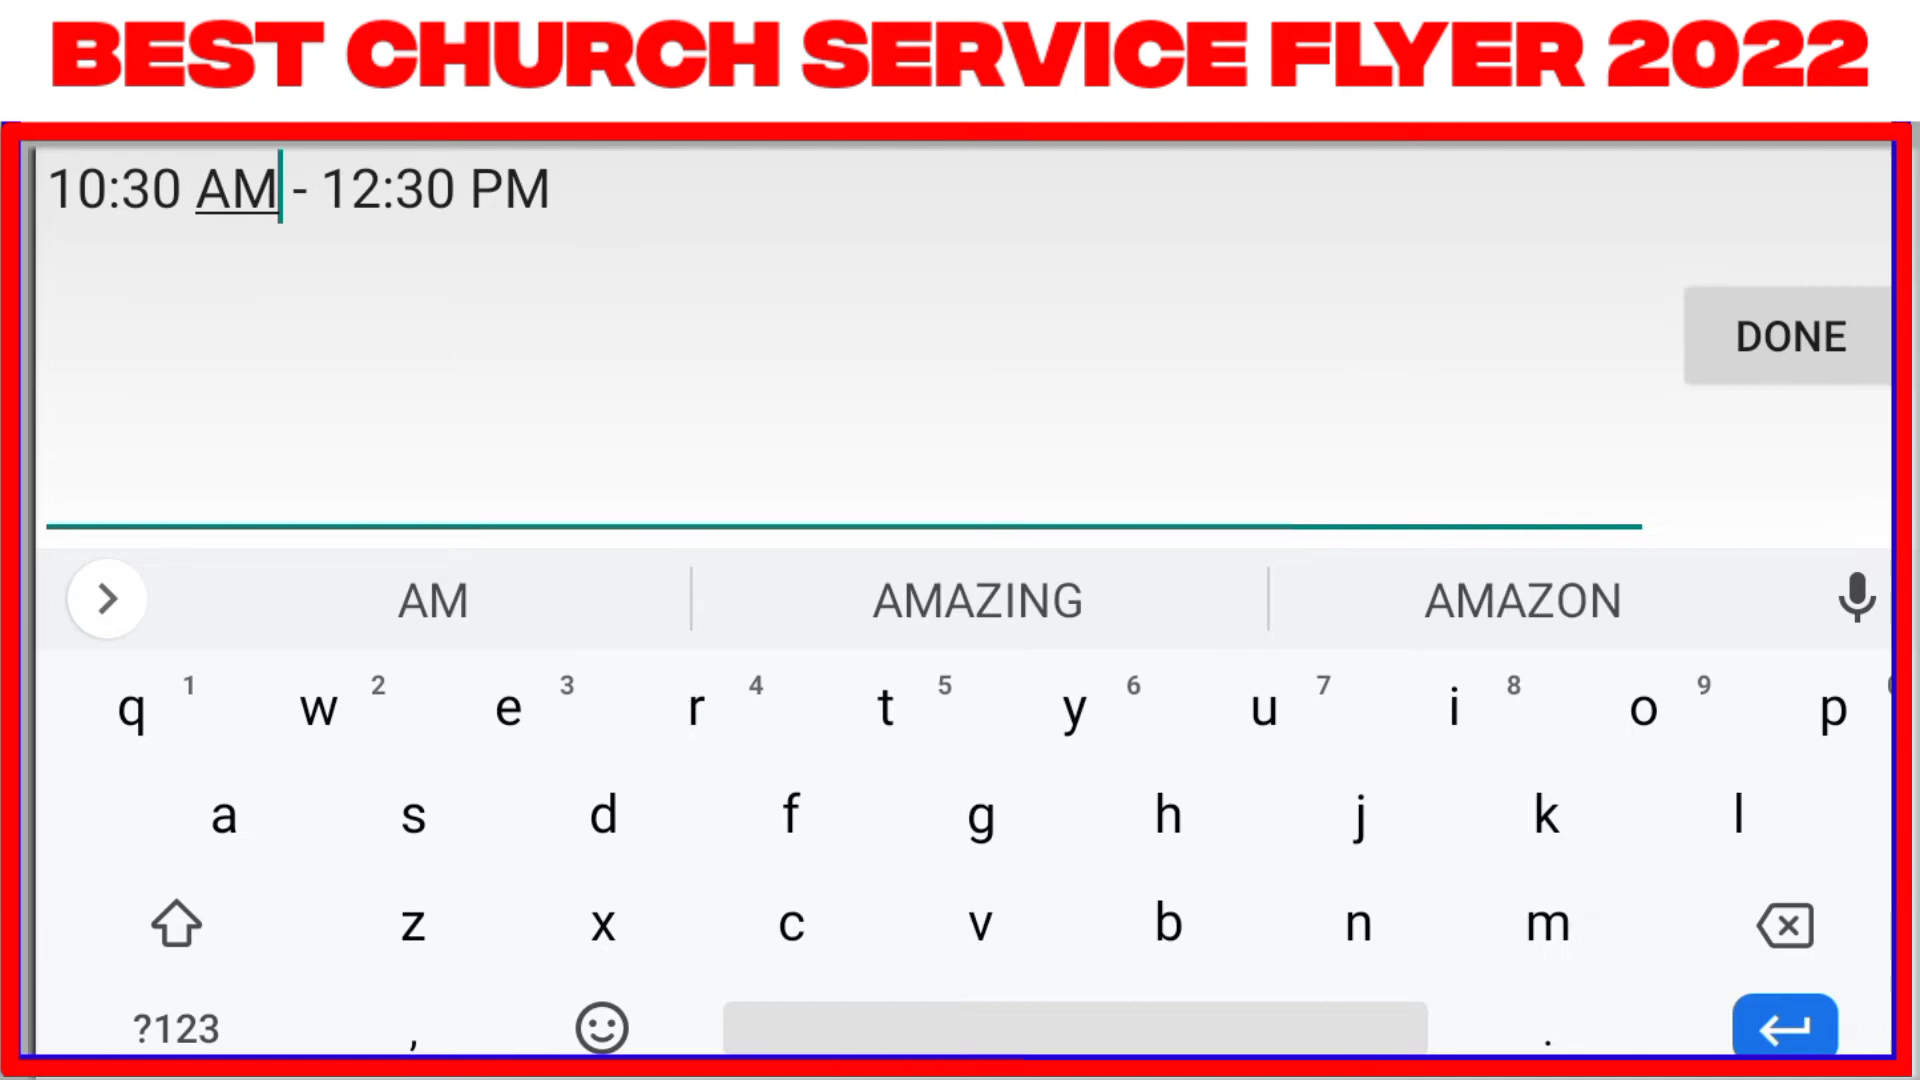 BEST CHURCH SERVICE FLYER 2022
10:30 AM - 12:30 PM
DONE
AM AMAZING AMAZON
q 1 w 2 e 3 r 4 t 5 y 6 u 7 i 8 o 9 p
a s d f g h j k l
z x c v b n m
?123 , .